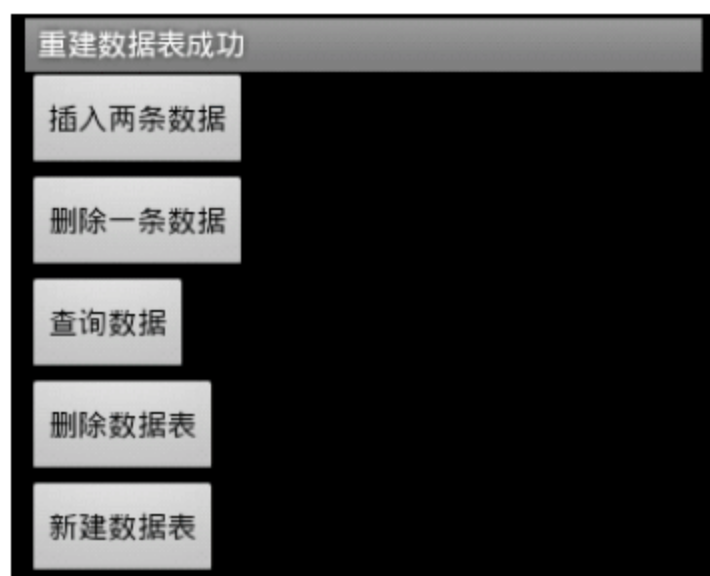 重建数据表成功
插入两条数据
删除一条数据
查询数据
删除数据表
新建数据表